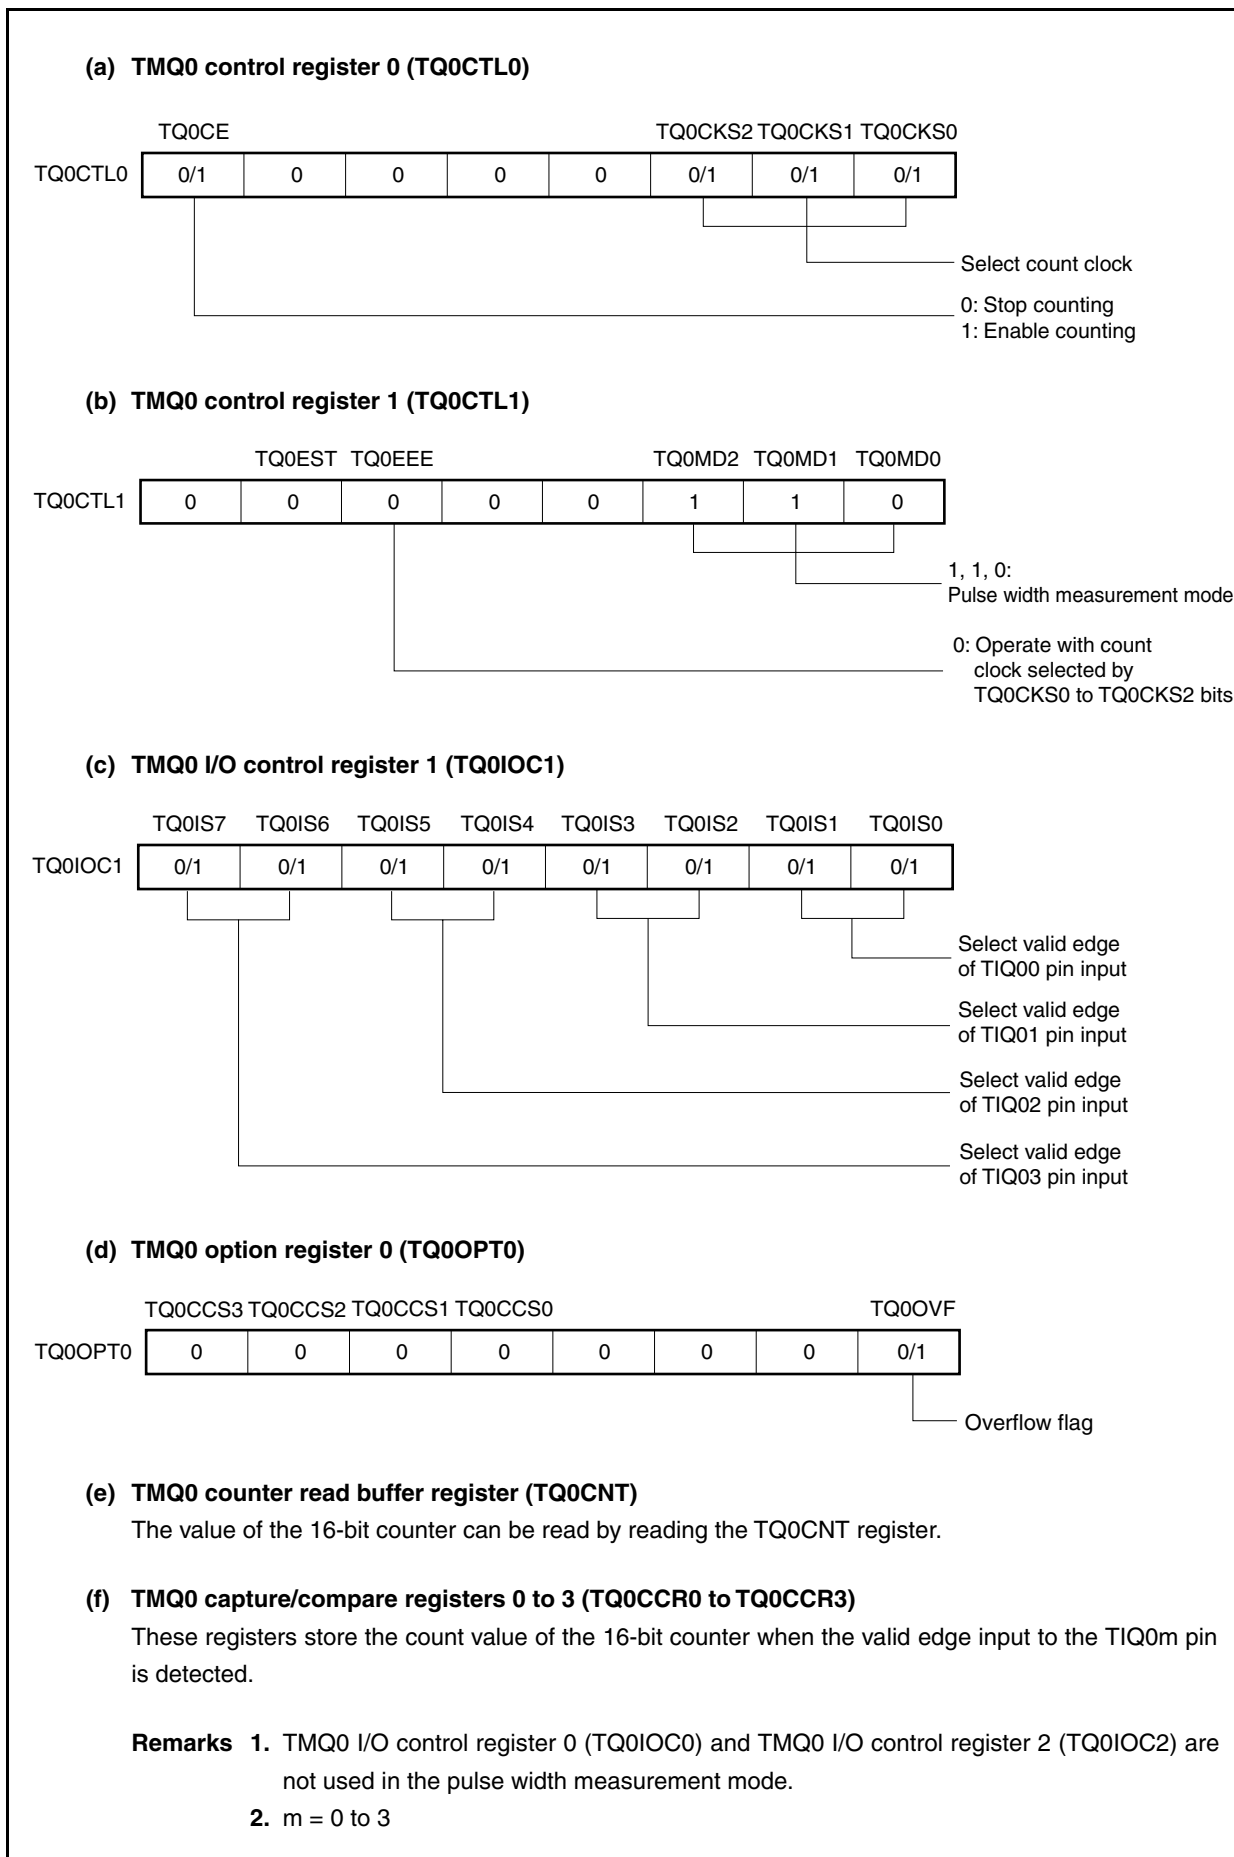 (a) TMQ0 control register 0 (TQ0CTL0)
TQ0CE TQ0CKS2 TQ0CKS1 TQ0CKS0
TQ0CTL0 0/1 0 0 0 0 0/1 0/1 0/1
Select count clock
0: Stop counting
1: Enable counting
(b) TMQ0 control register 1 (TQ0CTL1)
TQ0EST TQ0EEE TQ0MD2 TQ0MD1 TQ0MD0
TQ0CTL1 0 0 0 0 0 1 1 0
1, 1, 0:
Pulse width measurement mode
0: Operate with count
clock selected by
TQ0CKS0 to TQ0CKS2 bits
(c) TMQ0 I/O control register 1 (TQ0IOC1)
TQ0IS7 TQ0IS6 TQ0IS5 TQ0IS4 TQ0IS3 TQ0IS2 TQ0IS1 TQ0IS0
TQ0IOC1 0/1 0/1 0/1 0/1 0/1 0/1 0/1 0/1
Select valid edge
of TIQ00 pin input
Select valid edge
of TIQ01 pin input
Select valid edge
of TIQ02 pin input
Select valid edge
of TIQ03 pin input
(d) TMQ0 option register 0 (TQ0OPT0)
TQ0CCS3 TQ0CCS2 TQ0CCS1 TQ0CCS0 TQ0OVF
TQ0OPT0 0 0 0 0 0 0 0 0/1
Overflow flag
(e) TMQ0 counter read buffer register (TQ0CNT)
The value of the 16-bit counter can be read by reading the TQ0CNT register.
(f) TMQ0 capture/compare registers 0 to 3 (TQ0CCR0 to TQ0CCR3)
These registers store the count value of the 16-bit counter when the valid edge input to the TIQ0m pin
is detected.
Remarks 1. TMQ0 I/O control register 0 (TQ0IOC0) and TMQ0 I/O control register 2 (TQ0IOC2) are
not used in the pulse width measurement mode.
2. m = 0 to 3